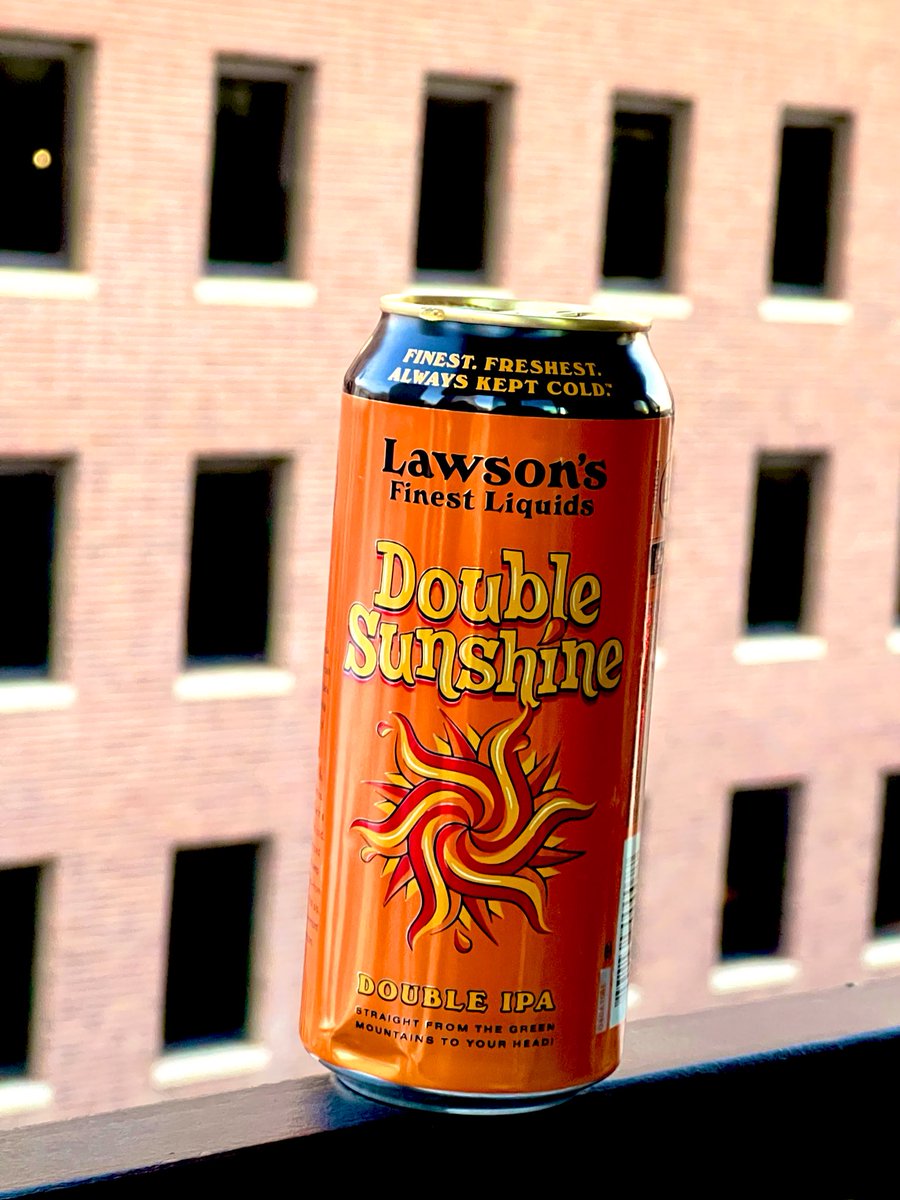 FINEST. FRESHEST.
ALWAYS KEPT COLD.™
Lawson's
Finest Liquids
Double
Sunshine
DOUBLE IPA
STRAIGHT FROM THE GREEN
MOUNTAINS TO YOUR HEAD!